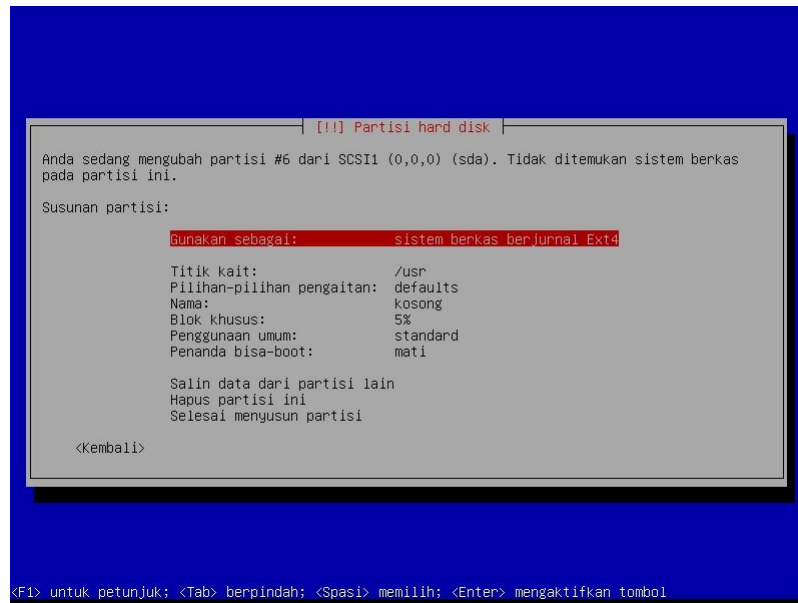 [!!] Partisi hard disk
Anda sedang mengubah partisi #6 dari SCSI1 (0,0,0) (sda). Tidak ditemukan sistem berkas
pada partisi ini.
Susunan partisi:
Gunakan sebagai: sistem berkas berjurnal Ext4
Titik kait: /usr
Pilihan-pilihan pengaitan: defaults
Nama: kosong
Blok khusus: 5%
Penggunaan umum: standard
Penanda bisa-boot: mati
Salin data dari partisi lain
Hapus partisi ini
Selesai menyusun partisi
<Kembali>
<F1> untuk petunjuk; <Tab> berpindah; <Spasi> memilih; <Enter> mengaktifkan tombol